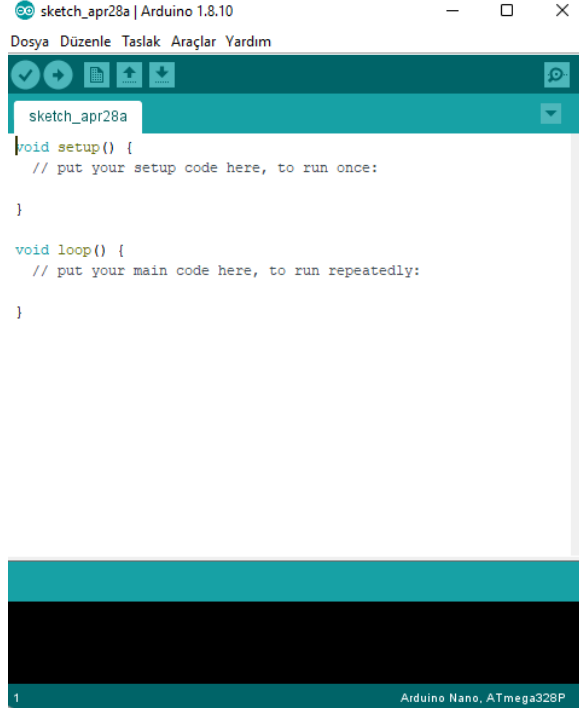 sketch_apr28a | Arduino 1.8.10
Dosya Düzenle Taslak Araçlar Yardım
sketch_apr28a
void setup() {
  // put your setup code here, to run once:
}
void loop() {
  // put your main code here, to run repeatedly:
}
1
Arduino Nano, ATmega328P